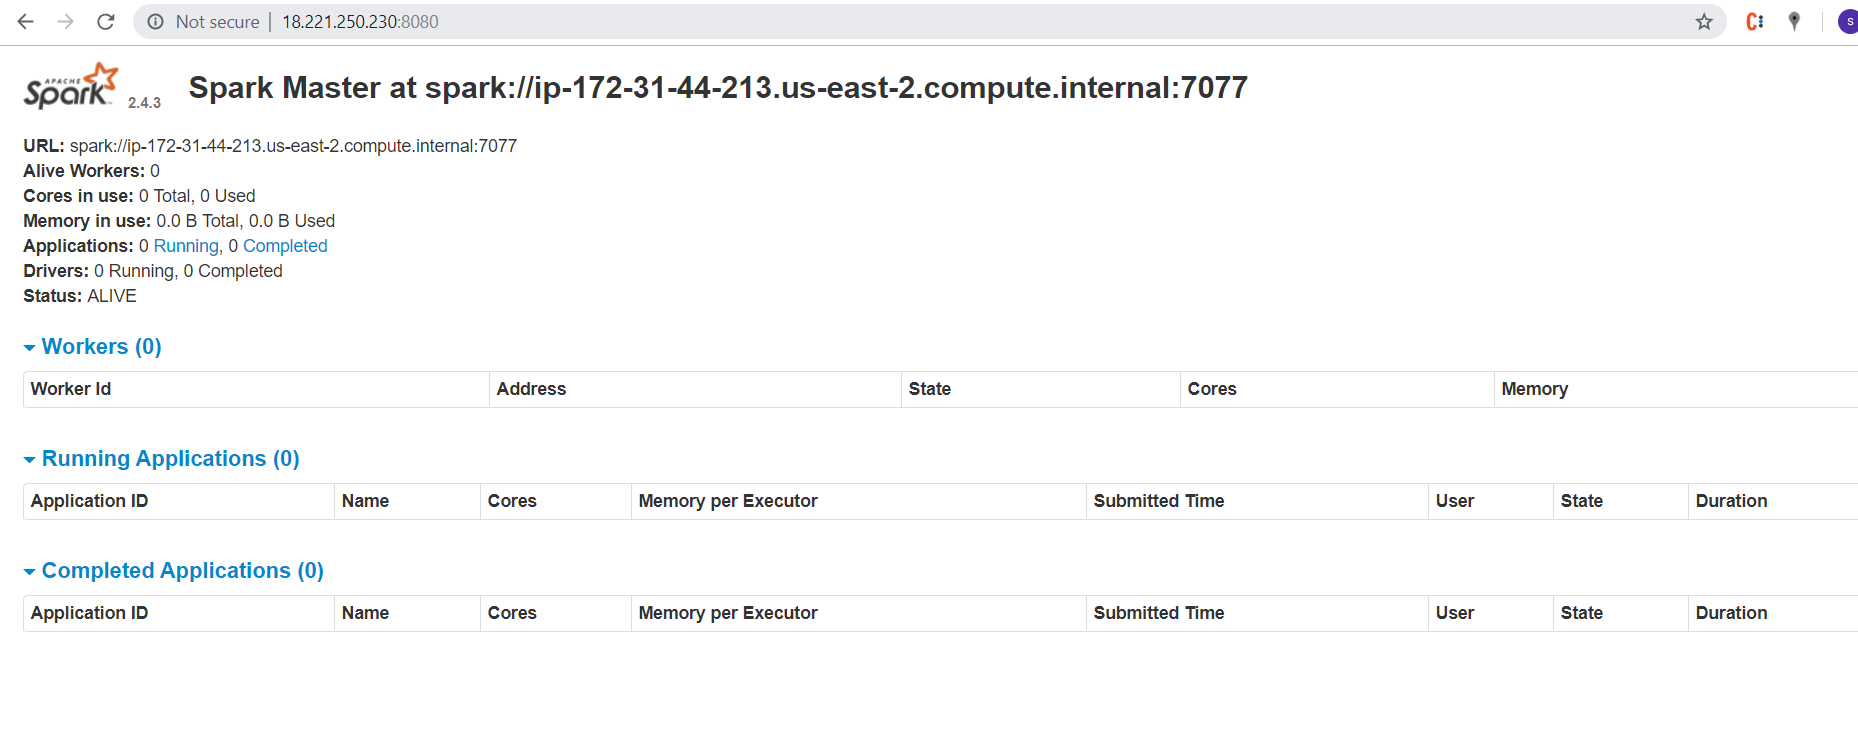 Not secure | 18.221.250.230:8080
S
APACHE
Spark 2.4.3 Spark Master at spark://ip-172-31-44-213.us-east-2.compute.internal:7077
URL: spark://ip-172-31-44-213.us-east-2.compute.internal:7077
Alive Workers: 0
Cores in use: 0 Total, 0 Used
Memory in use: 0.0 B Total, 0.0 B Used
Applications: 0 Running, 0 Completed
Drivers: 0 Running, 0 Completed
Status: ALIVE
Workers (0)
Worker Id Address State Cores Memory
Running Applications (0)
Application ID Name Cores Memory per Executor Submitted Time User State Duration
Completed Applications (0)
Application ID Name Cores Memory per Executor Submitted Time User State Duration